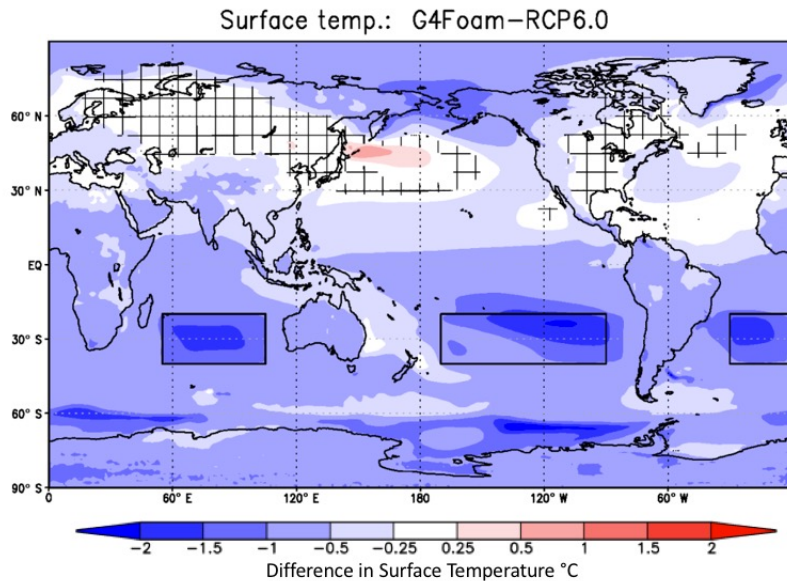 Surface temp.: G4Foam-RCP6.0
60° N
30° N
EQ
30° S
60° S
90° S
0 60° E 120° E 180 120° W 60° W
-2 -1.5 -1 -0.5 -0.25 0.25 0.5 1 1.5 2
Difference in Surface Temperature °C